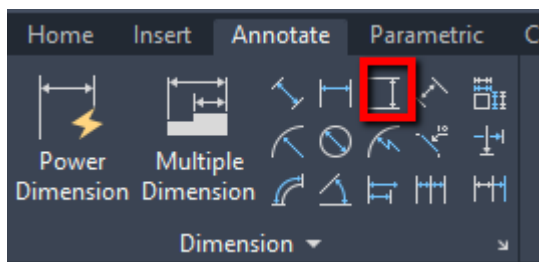 Home Insert Annotate Parametric C
Power Multiple
Dimension Dimension
Dimension